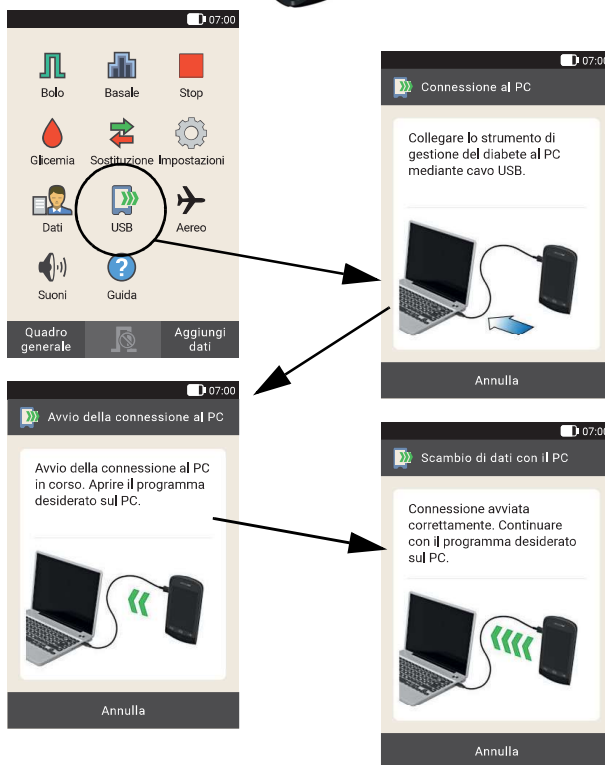 07:00
Bolo
Basale
Stop
Glicemia
Sostituzione
Impostazioni
Dati
USB
Aereo
Suoni
Guida
Quadro
generale
Aggiungi
dati
07:00
Connessione al PC
Collegare lo strumento di
gestione del diabete al PC
mediante cavo USB.
Annulla
07:00
Avvio della connessione al PC
Avvio della connessione al PC
in corso. Aprire il programma
desiderato sul PC.
Annulla
07:00
Scambio di dati con il PC
Connessione avviata
correttamente. Continuare
con il programma desiderato
sul PC.
Annulla